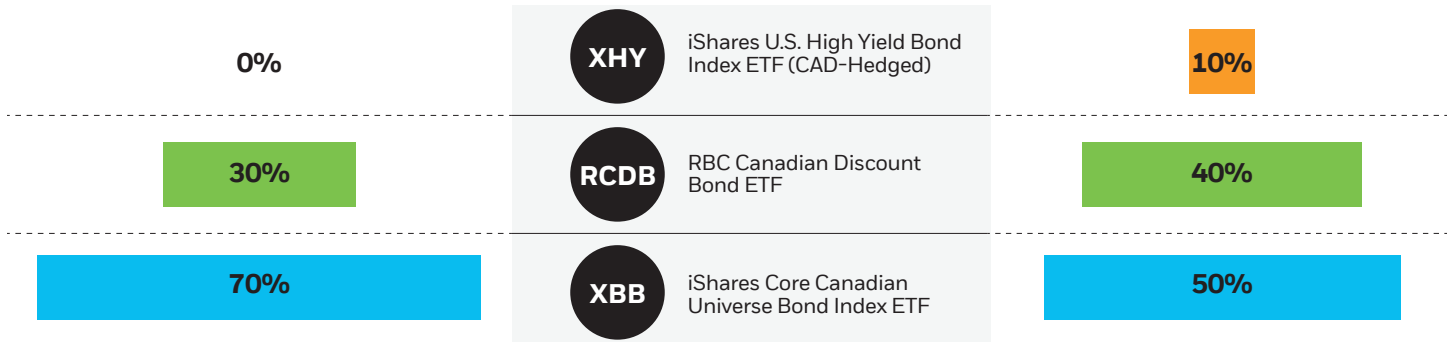 0%
XHY
iShares U.S. High Yield Bond
Index ETF (CAD-Hedged)
10%
30%
RCDB
RBC Canadian Discount
Bond ETF
40%
70%
XBB
iShares Core Canadian
Universe Bond Index ETF
50%